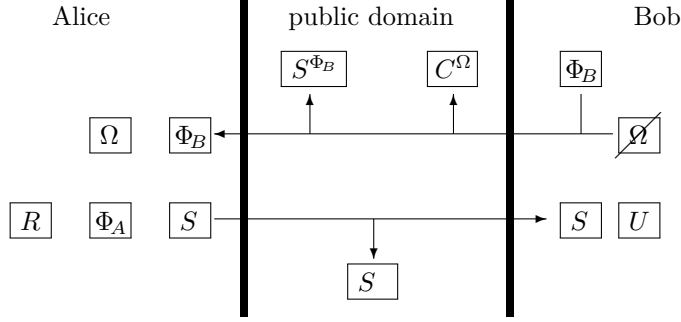 Alice public domain Bob
S^{Φ_B} C^Ω Φ_B
Ω Φ_B Ω
R Φ_A S S U
S